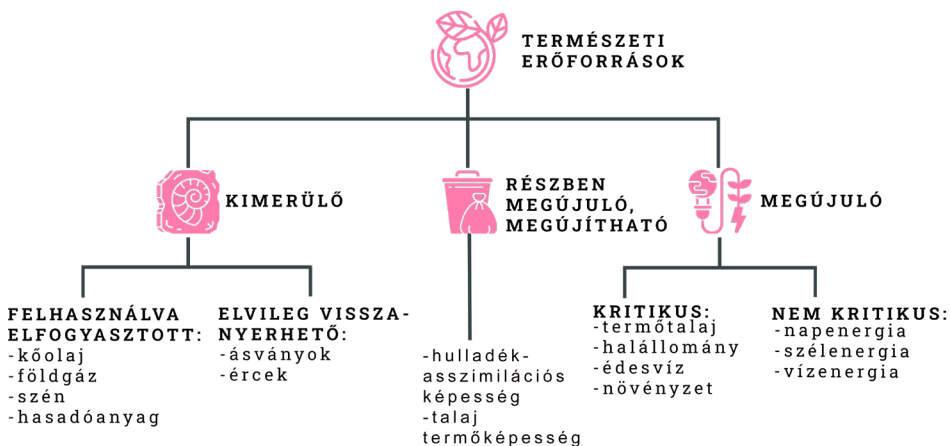 TERMÉSZETI
ERŐFORRÁSOK
KIMERÜLŐ
RÉSZBEN
MEGÚJULÓ,
MEGÚJÍTHATÓ
MEGÚJULÓ
FELHASZNÁLVA
ELFOGYASZTOTT:
-kőolaj
-földgáz
-szén
-hasadóanyag
ELVILEG VISSZA-
NYERHETŐ:
-ásványok
-ércek
-hulladék-
asszimilációs
képesség
-talaj
termőképesség
KRITIKUS:
-termőtalaj
-halállomány
-édesvíz
-növényzet
NEM KRITIKUS:
-napenergia
-szélenergia
-vízenergia